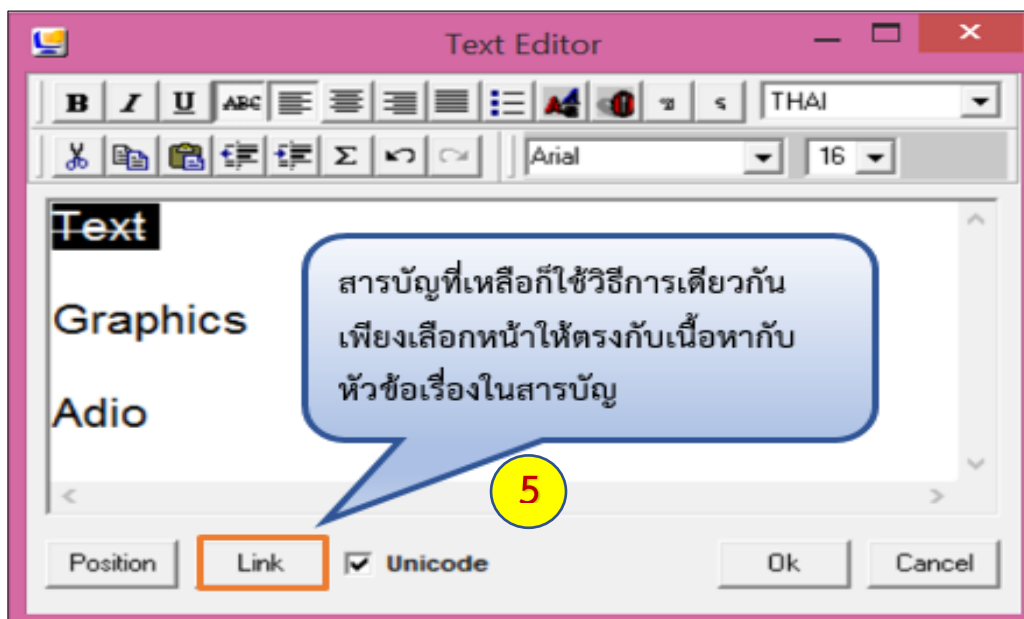 Text Editor
B I U ABC THAI
Σ Arial 16
Text
Graphics
Adio
สารบัญที่เหลือก็ใช้วิธีการเดียวกัน
เพียงเลือกหน้าให้ตรงกับเนื้อหากับ
หัวข้อเรื่องในสารบัญ
5
Position Link Unicode Ok Cancel